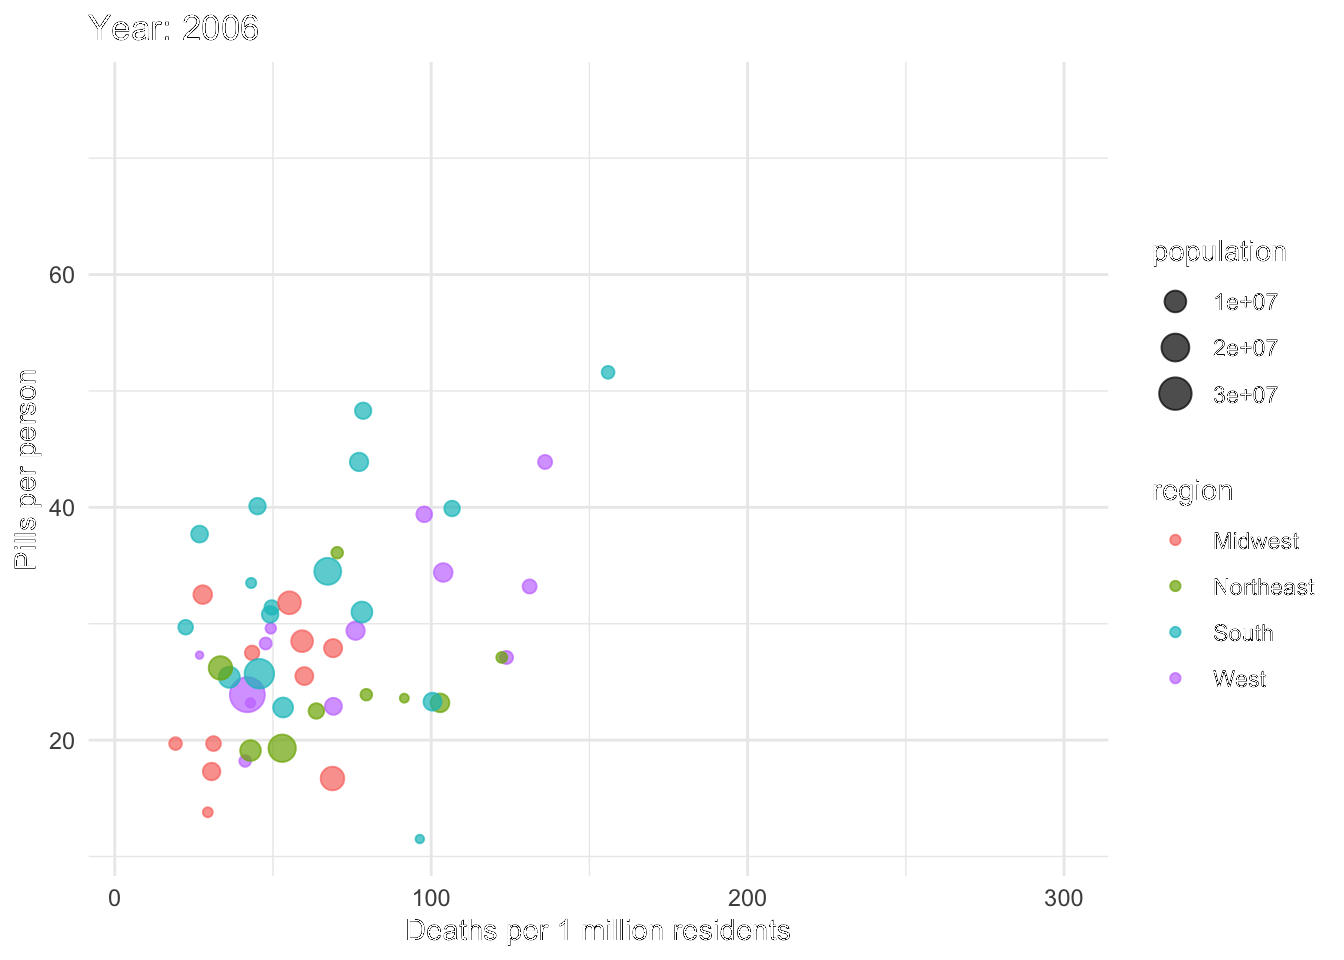 Year: 2006
Pills per person
60
40
20
0
100
200
300
Deaths per 1 million residents
population
1e+07
2e+07
3e+07
region
Midwest
Northeast
South
West